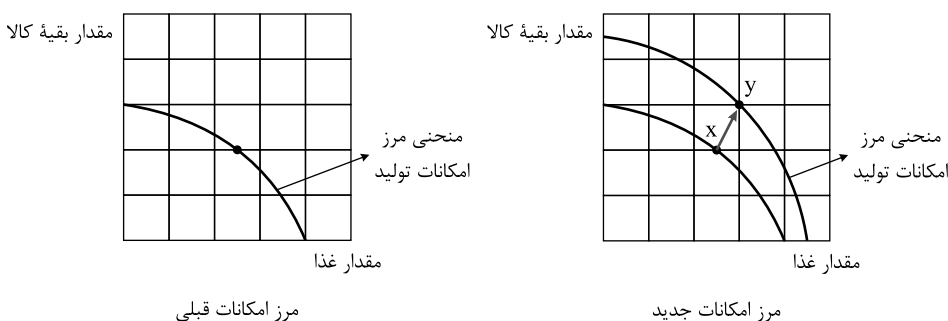 مقدار بقیهٔ کالا
منحنی مرز
امکانات تولید
مقدار غذا
مرز امکانات قبلی
مقدار بقیهٔ کالا
y
x
منحنی مرز
امکانات تولید
مقدار غذا
مرز امکانات جدید